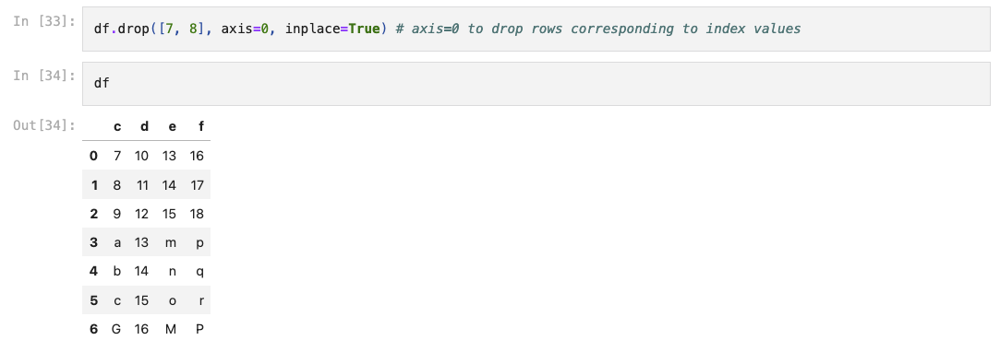 In [33]: df.drop([7, 8], axis=0, inplace=True) # axis=0 to drop rows corresponding to index values
In [34]: df
Out[34]:
c d e f
0 7 10 13 16
1 8 11 14 17
2 9 12 15 18
3 a 13 m p
4 b 14 n q
5 c 15 o r
6 G 16 M P